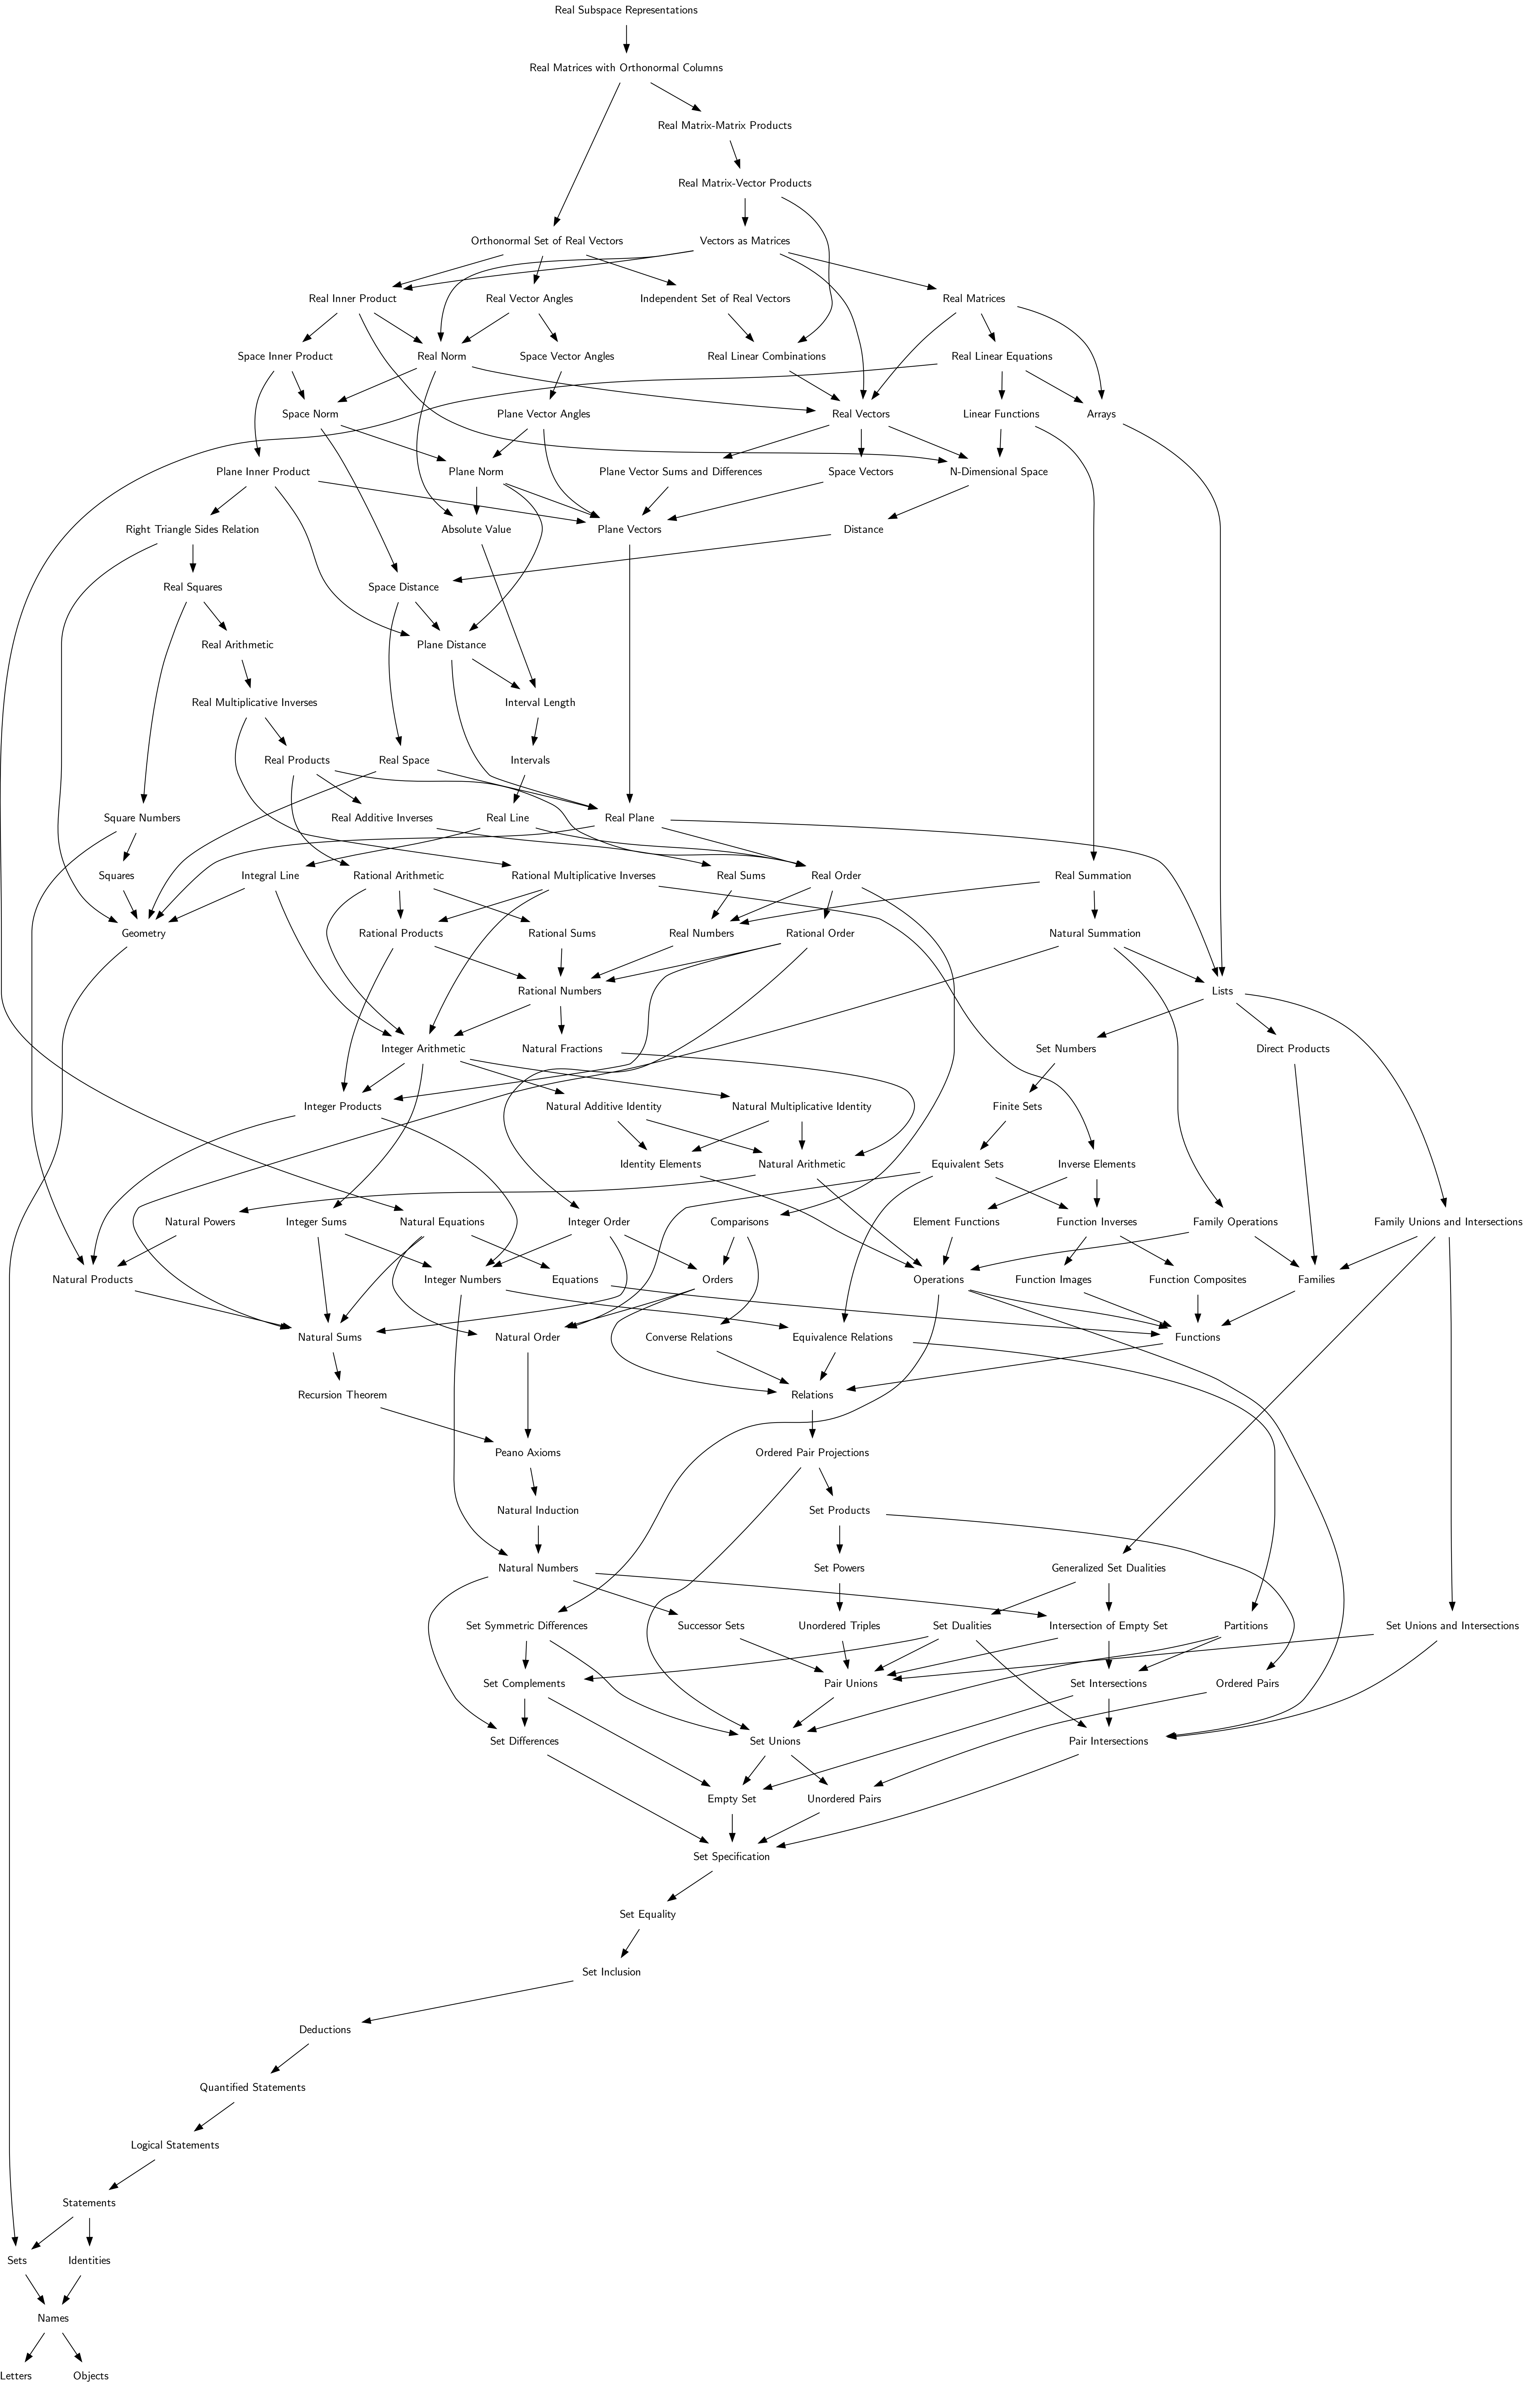 Real Subspace Representations
Real Matrices with Orthonormal Columns
Real Matrix-Matrix Products
Real Matrix-Vector Products
Orthonormal Set of Real Vectors
Vectors as Matrices
Real Inner Product
Real Vector Angles
Independent Set of Real Vectors
Real Matrices
Space Inner Product
Real Norm
Space Vector Angles
Real Linear Combinations
Real Linear Equations
Space Norm
Plane Vector Angles
Real Vectors
Linear Functions
Arrays
Plane Inner Product
Plane Norm
Plane Vector Sums and Differences
Space Vectors
N-Dimensional Space
Right Triangle Sides Relation
Absolute Value
Plane Vectors
Distance
Real Squares
Space Distance
Real Arithmetic
Plane Distance
Real Multiplicative Inverses
Interval Length
Real Products
Real Space
Intervals
Square Numbers
Real Additive Inverses
Real Line
Real Plane
Squares
Integral Line
Rational Arithmetic
Rational Multiplicative Inverses
Real Sums
Real Order
Real Summation
Geometry
Rational Products
Rational Sums
Real Numbers
Rational Order
Natural Summation
Rational Numbers
Lists
Integer Arithmetic
Natural Fractions
Set Numbers
Direct Products
Integer Products
Natural Additive Identity
Natural Multiplicative Identity
Finite Sets
Identity Elements
Natural Arithmetic
Equivalent Sets
Inverse Elements
Natural Powers
Integer Sums
Natural Equations
Integer Order
Comparisons
Element Functions
Function Inverses
Family Operations
Family Unions and Intersections
Natural Products
Integer Numbers
Equations
Orders
Operations
Function Images
Function Composites
Families
Natural Sums
Natural Order
Converse Relations
Equivalence Relations
Functions
Recursion Theorem
Relations
Peano Axioms
Ordered Pair Projections
Natural Induction
Set Products
Natural Numbers
Set Powers
Generalized Set Dualities
Set Symmetric Differences
Successor Sets
Unordered Triples
Set Dualities
Intersection of Empty Set
Partitions
Set Unions and Intersections
Set Complements
Pair Unions
Set Intersections
Ordered Pairs
Set Differences
Set Unions
Pair Intersections
Empty Set
Unordered Pairs
Set Specification
Set Equality
Set Inclusion
Deductions
Quantified Statements
Logical Statements
Statements
Sets
Identities
Names
Letters
Objects